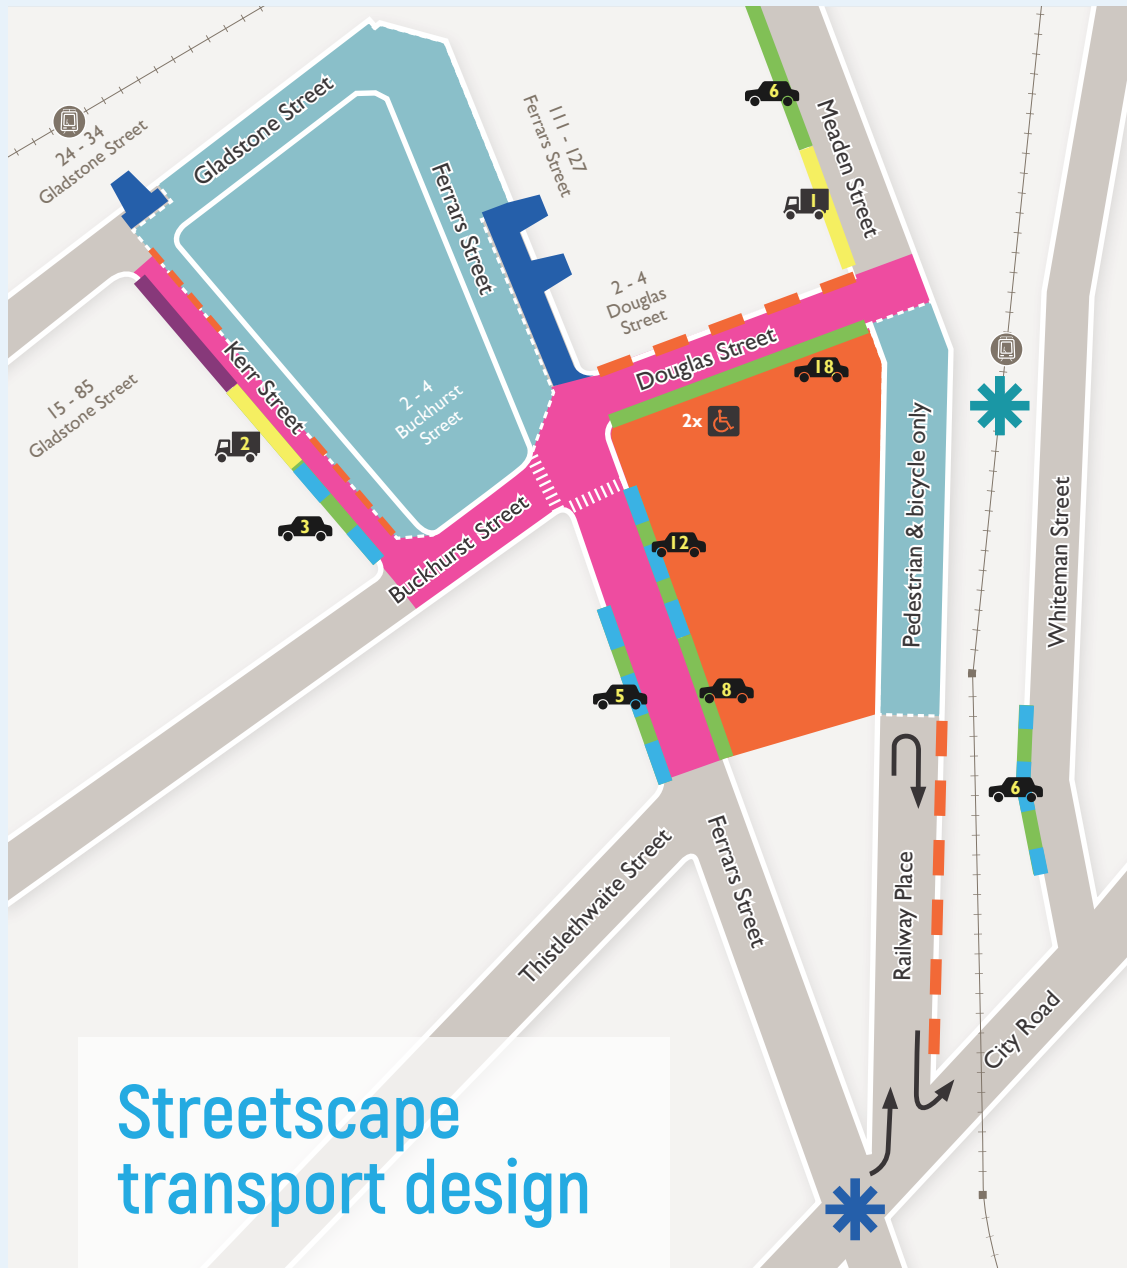 Gladstone Street
24 - 34
Gladstone Street
Ferrars Street
111 - 127
Ferrars Street
6
Meaden Street
1
2 - 4
Douglas
Street
Douglas Street
18
2x
15 - 85
Gladstone Street
Kerr Street
2 - 4
Buckhurst
Street
2
3
Buckhurst Street
12
5
8
Pedestrian & bicycle only
Whiteman Street
6
Thistlethwaite Street
Ferrars Street
Railway Place
City Road
Streetscape
transport design